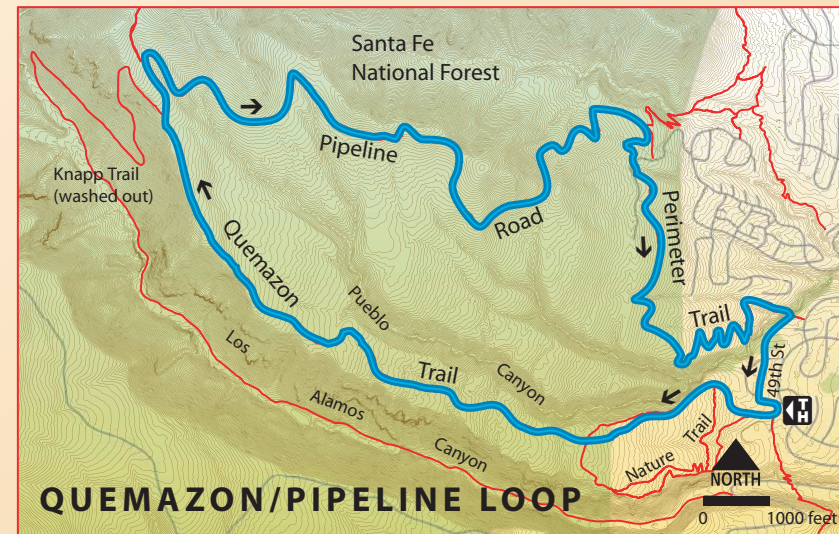 Santa Fe
National Forest
Pipeline
Road
Knapp Trail
(washed out)
Perimeter
Trail
Quemazon
Trail
Pueblo
Canyon
Los
Alamos
Canyon
49th St
TH
Nature Trail
NORTH
0 1000 feet
QUEMAZON/PIPELINE LOOP